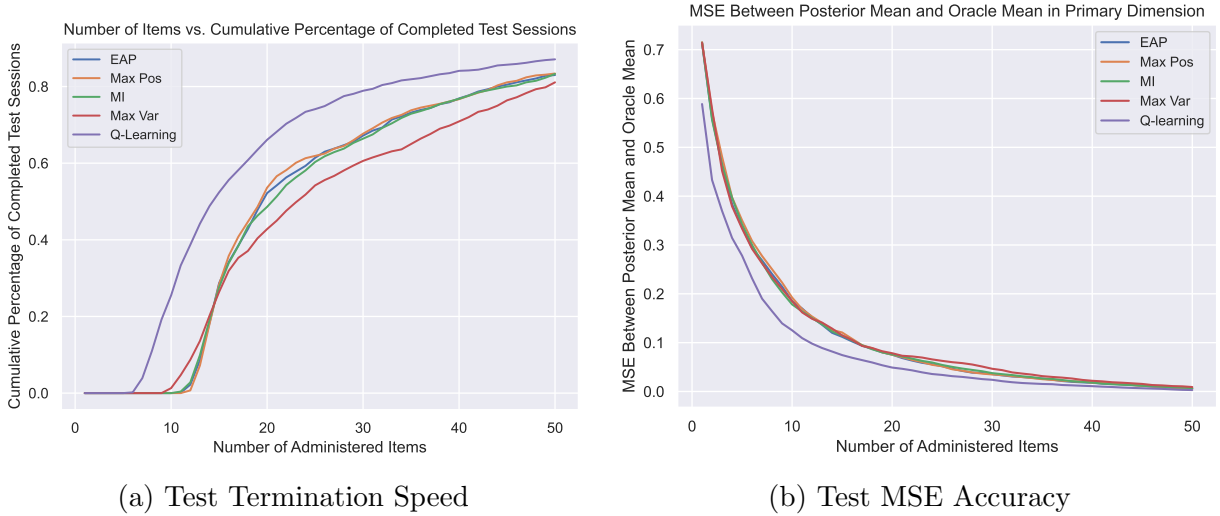 Number of Items vs. Cumulative Percentage of Completed Test Sessions
Cumulative Percentage of Completed Test Sessions
EAP
Max Pos
MI
Max Var
Q-Learning
0.8
0.6
0.4
0.2
0.0
0 10 20 30 40 50
Number of Administered Items
(a) Test Termination Speed
MSE Between Posterior Mean and Oracle Mean in Primary Dimension
MSE Between Posterior Mean and Oracle Mean
EAP
Max Pos
MI
Max Var
Q-learning
0.7
0.6
0.5
0.4
0.3
0.2
0.1
0.0
0 10 20 30 40 50
Number of Administered Items
(b) Test MSE Accuracy